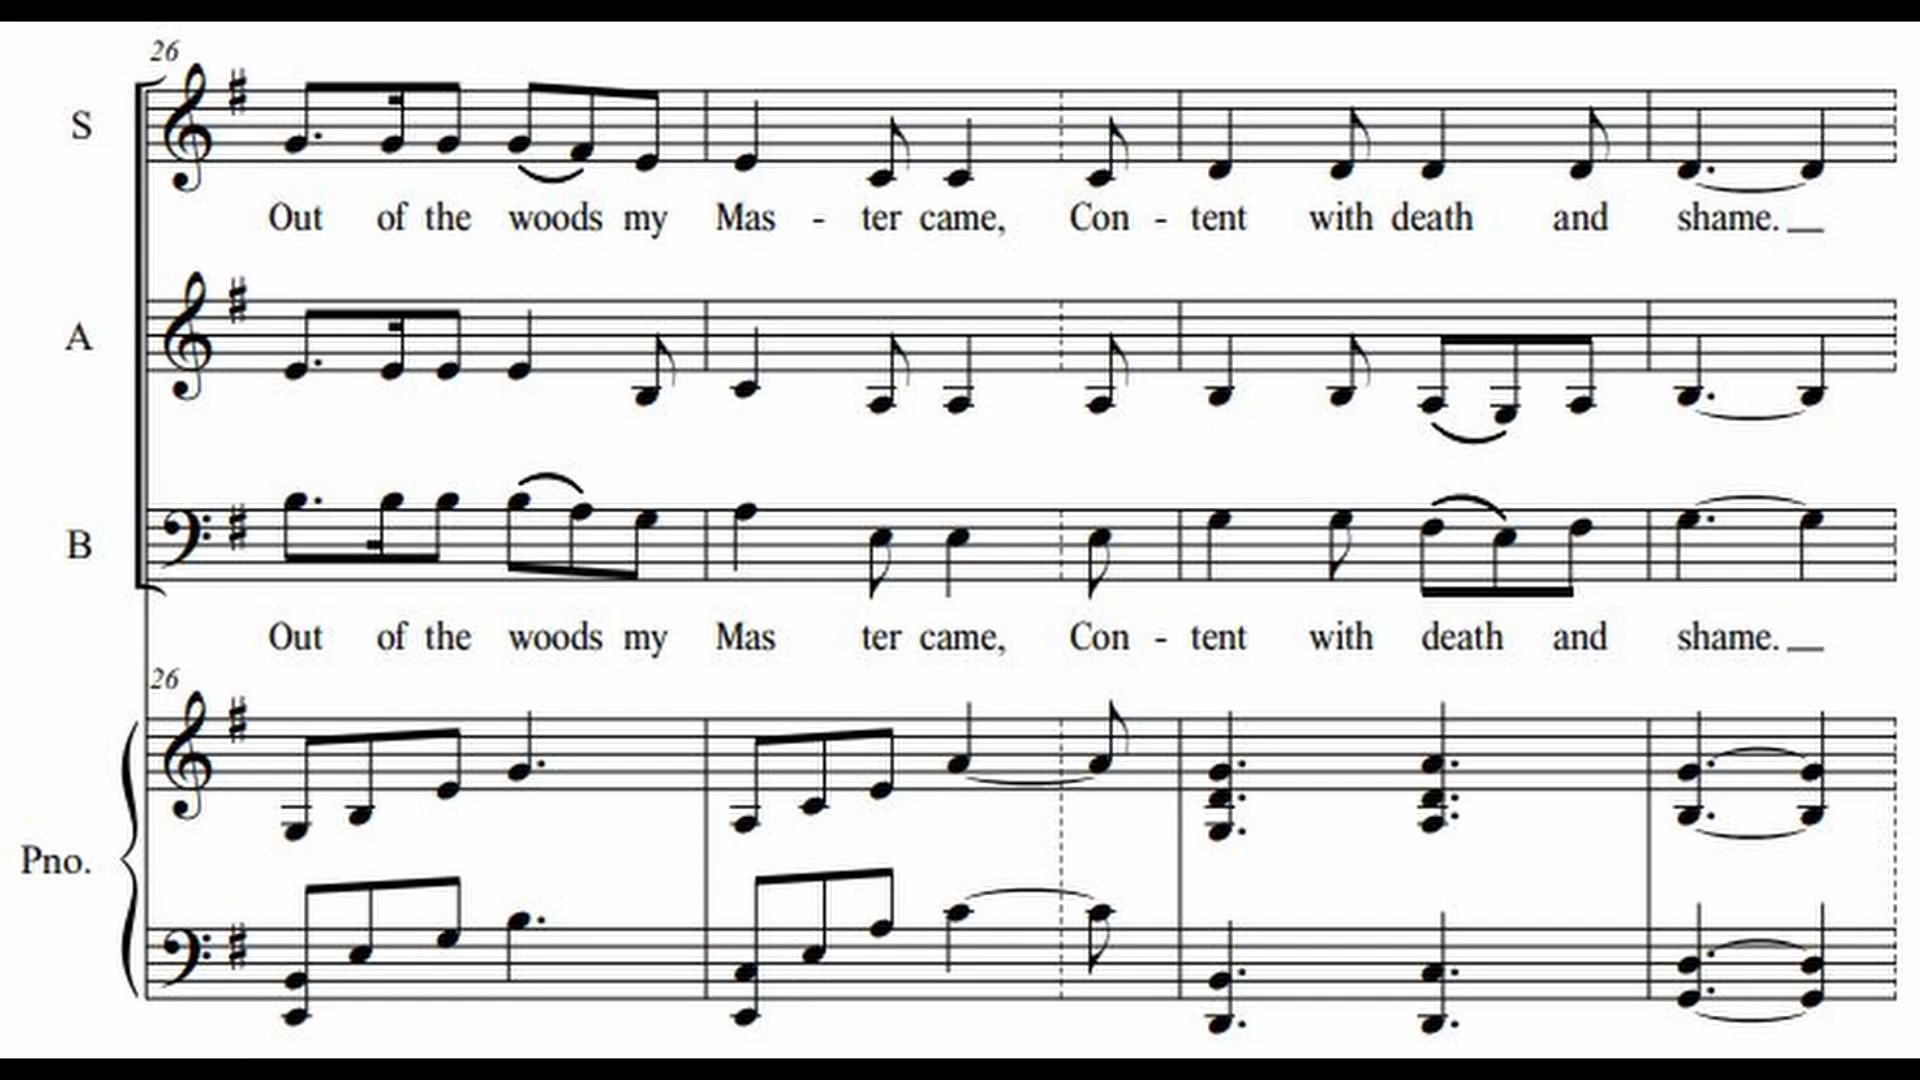 26
S
Out of the woods my Mas - ter came, Con - tent with death and shame.
A
B
Out of the woods my Mas ter came, Con - tent with death and shame.
26
Pno.